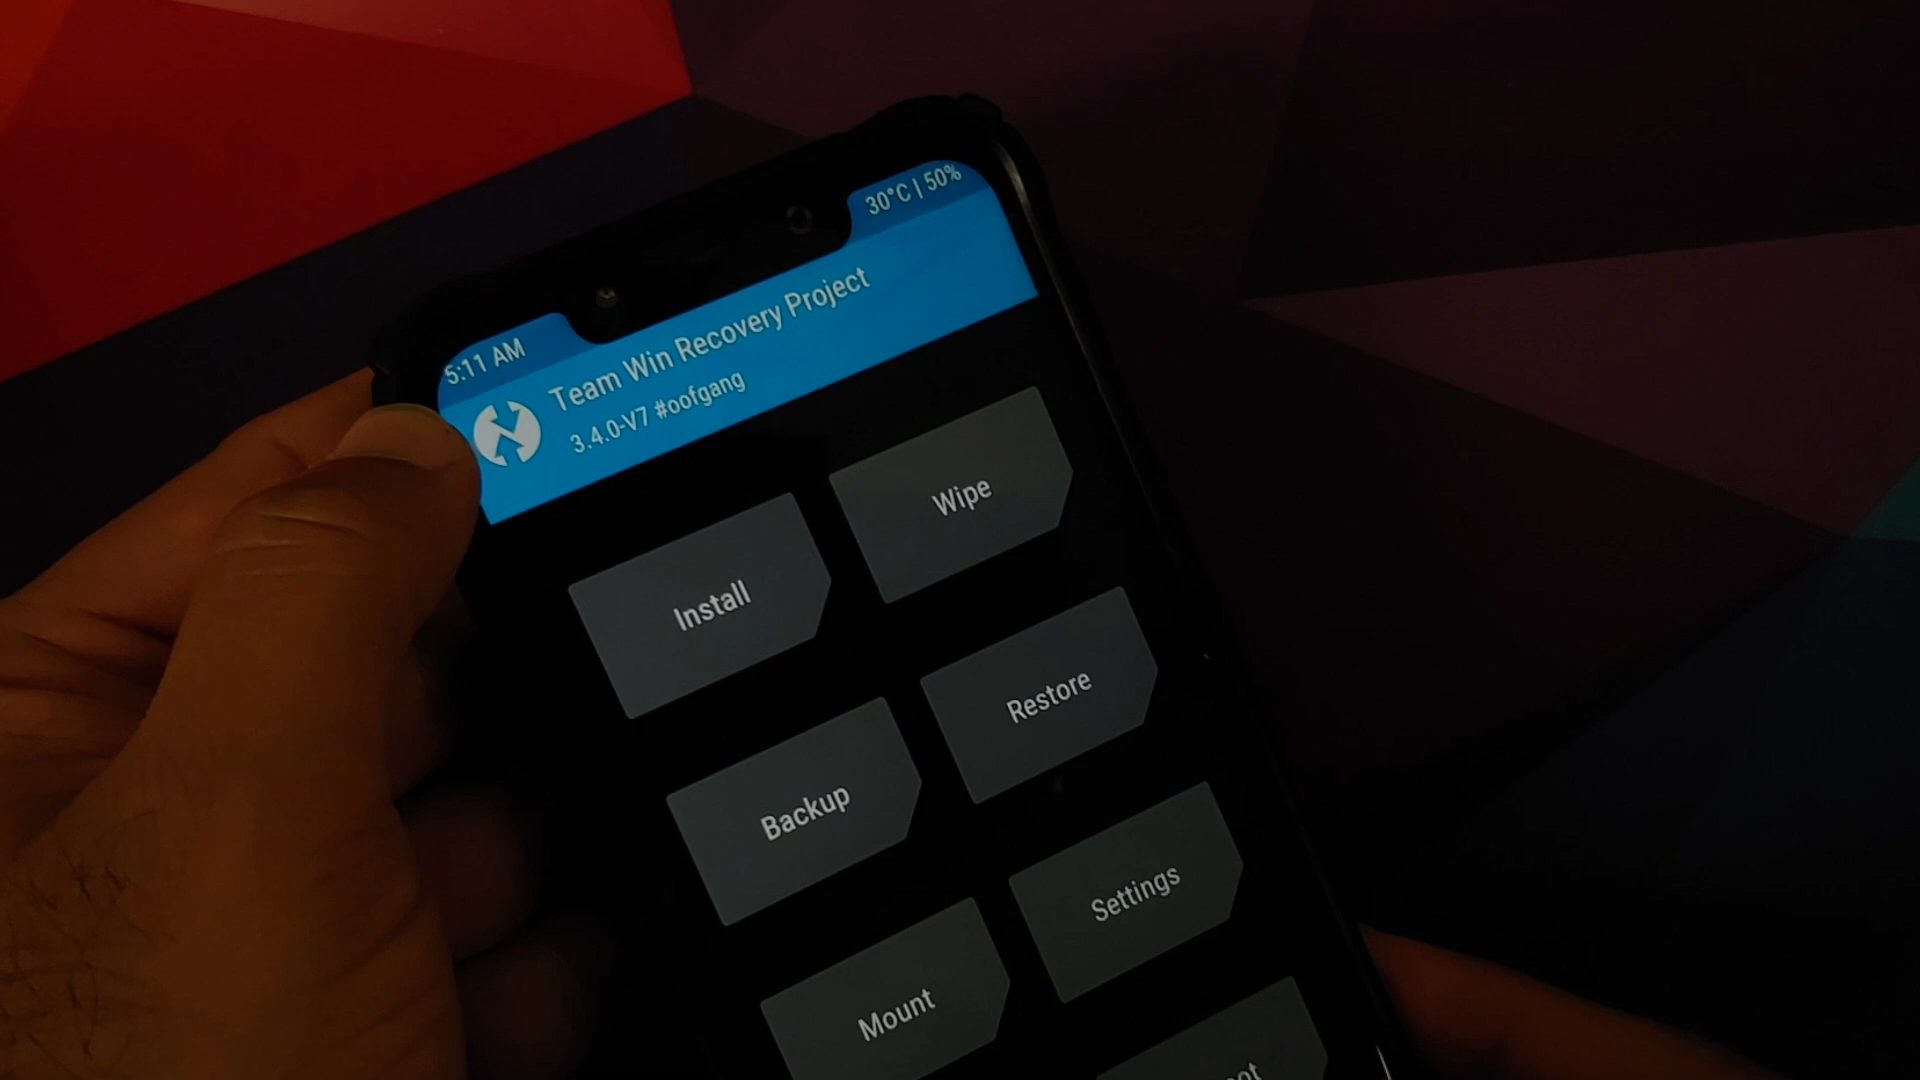 5:11 AM
30°C | 50%
Team Win Recovery Project
3.4.0-V7 #oofgang
Install
Wipe
Backup
Restore
Mount
Settings